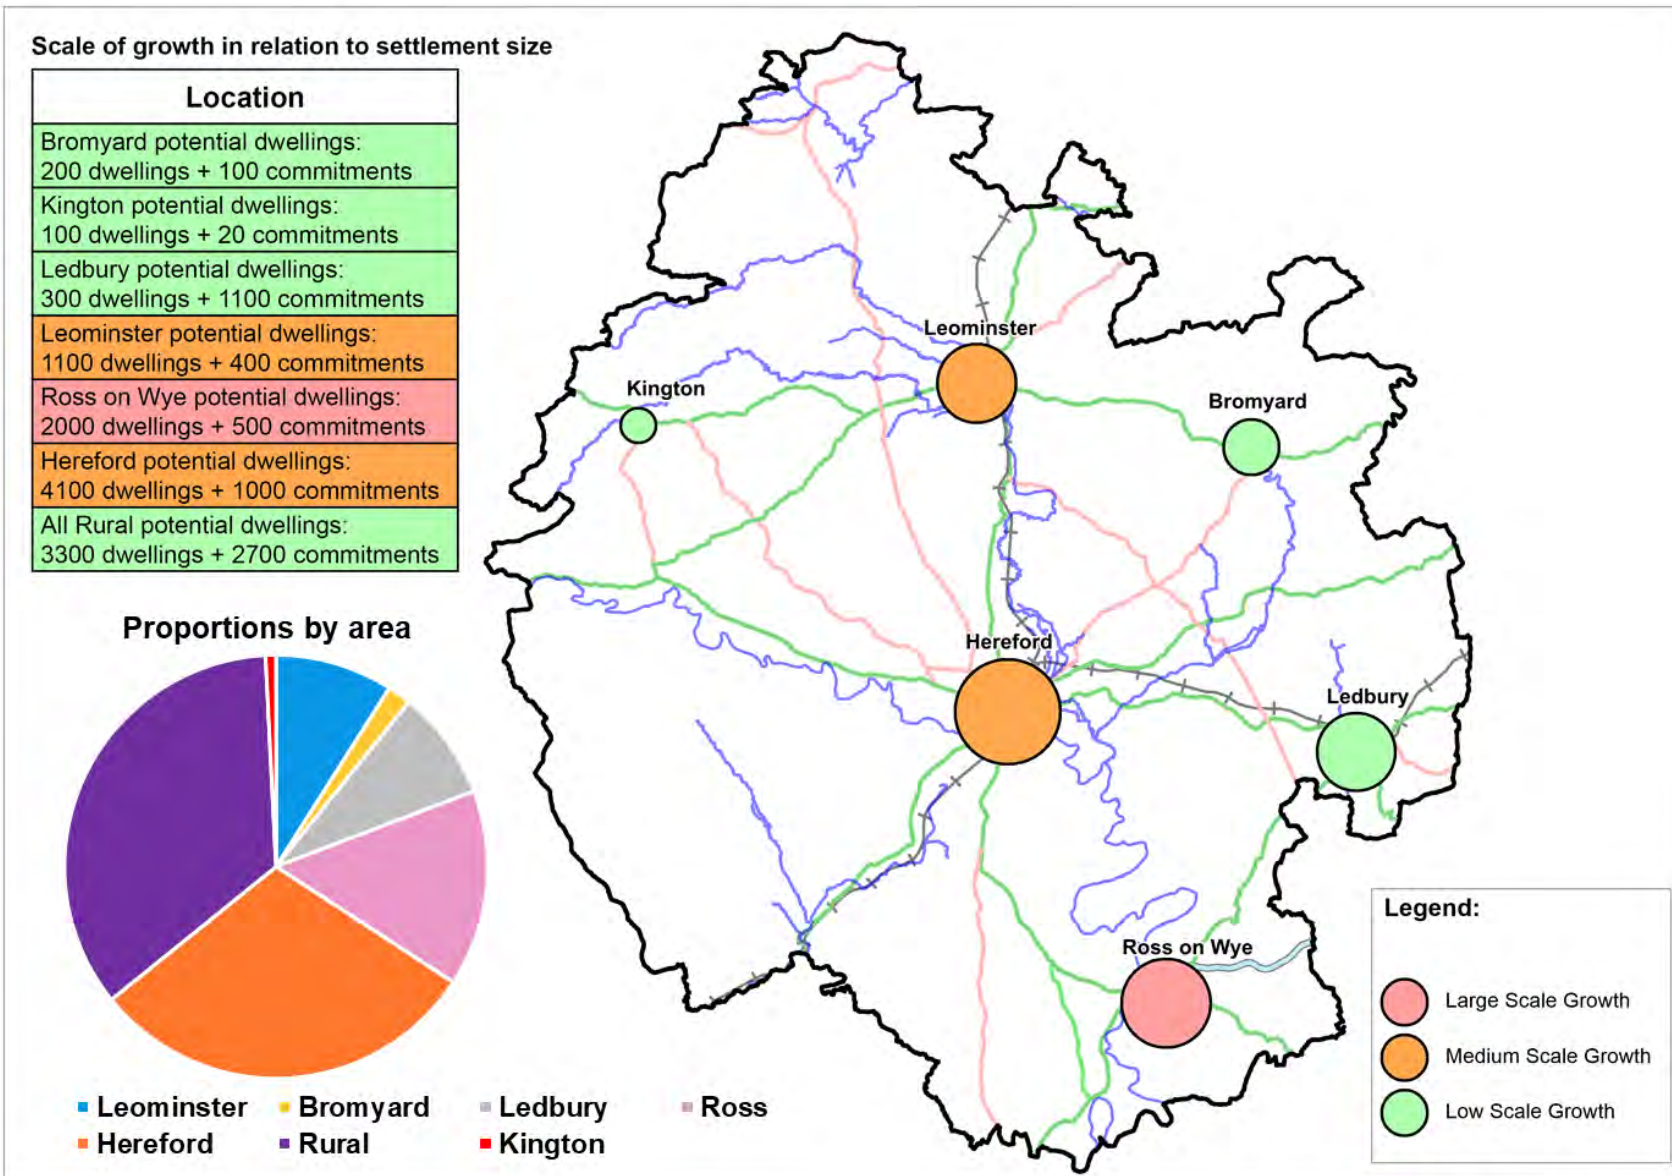 Scale of growth in relation to settlement size
Location
Bromyard potential dwellings:
200 dwellings + 100 commitments
Kington potential dwellings:
100 dwellings + 20 commitments
Ledbury potential dwellings:
300 dwellings + 1100 commitments
Leominster potential dwellings:
1100 dwellings + 400 commitments
Ross on Wye potential dwellings:
2000 dwellings + 500 commitments
Hereford potential dwellings:
4100 dwellings + 1000 commitments
All Rural potential dwellings:
3300 dwellings + 2700 commitments
Proportions by area
Leominster
Bromyard
Ledbury
Ross
Hereford
Rural
Kington
Leominster
Kington
Bromyard
Hereford
Ledbury
Ross on Wye
Legend:
Large Scale Growth
Medium Scale Growth
Low Scale Growth